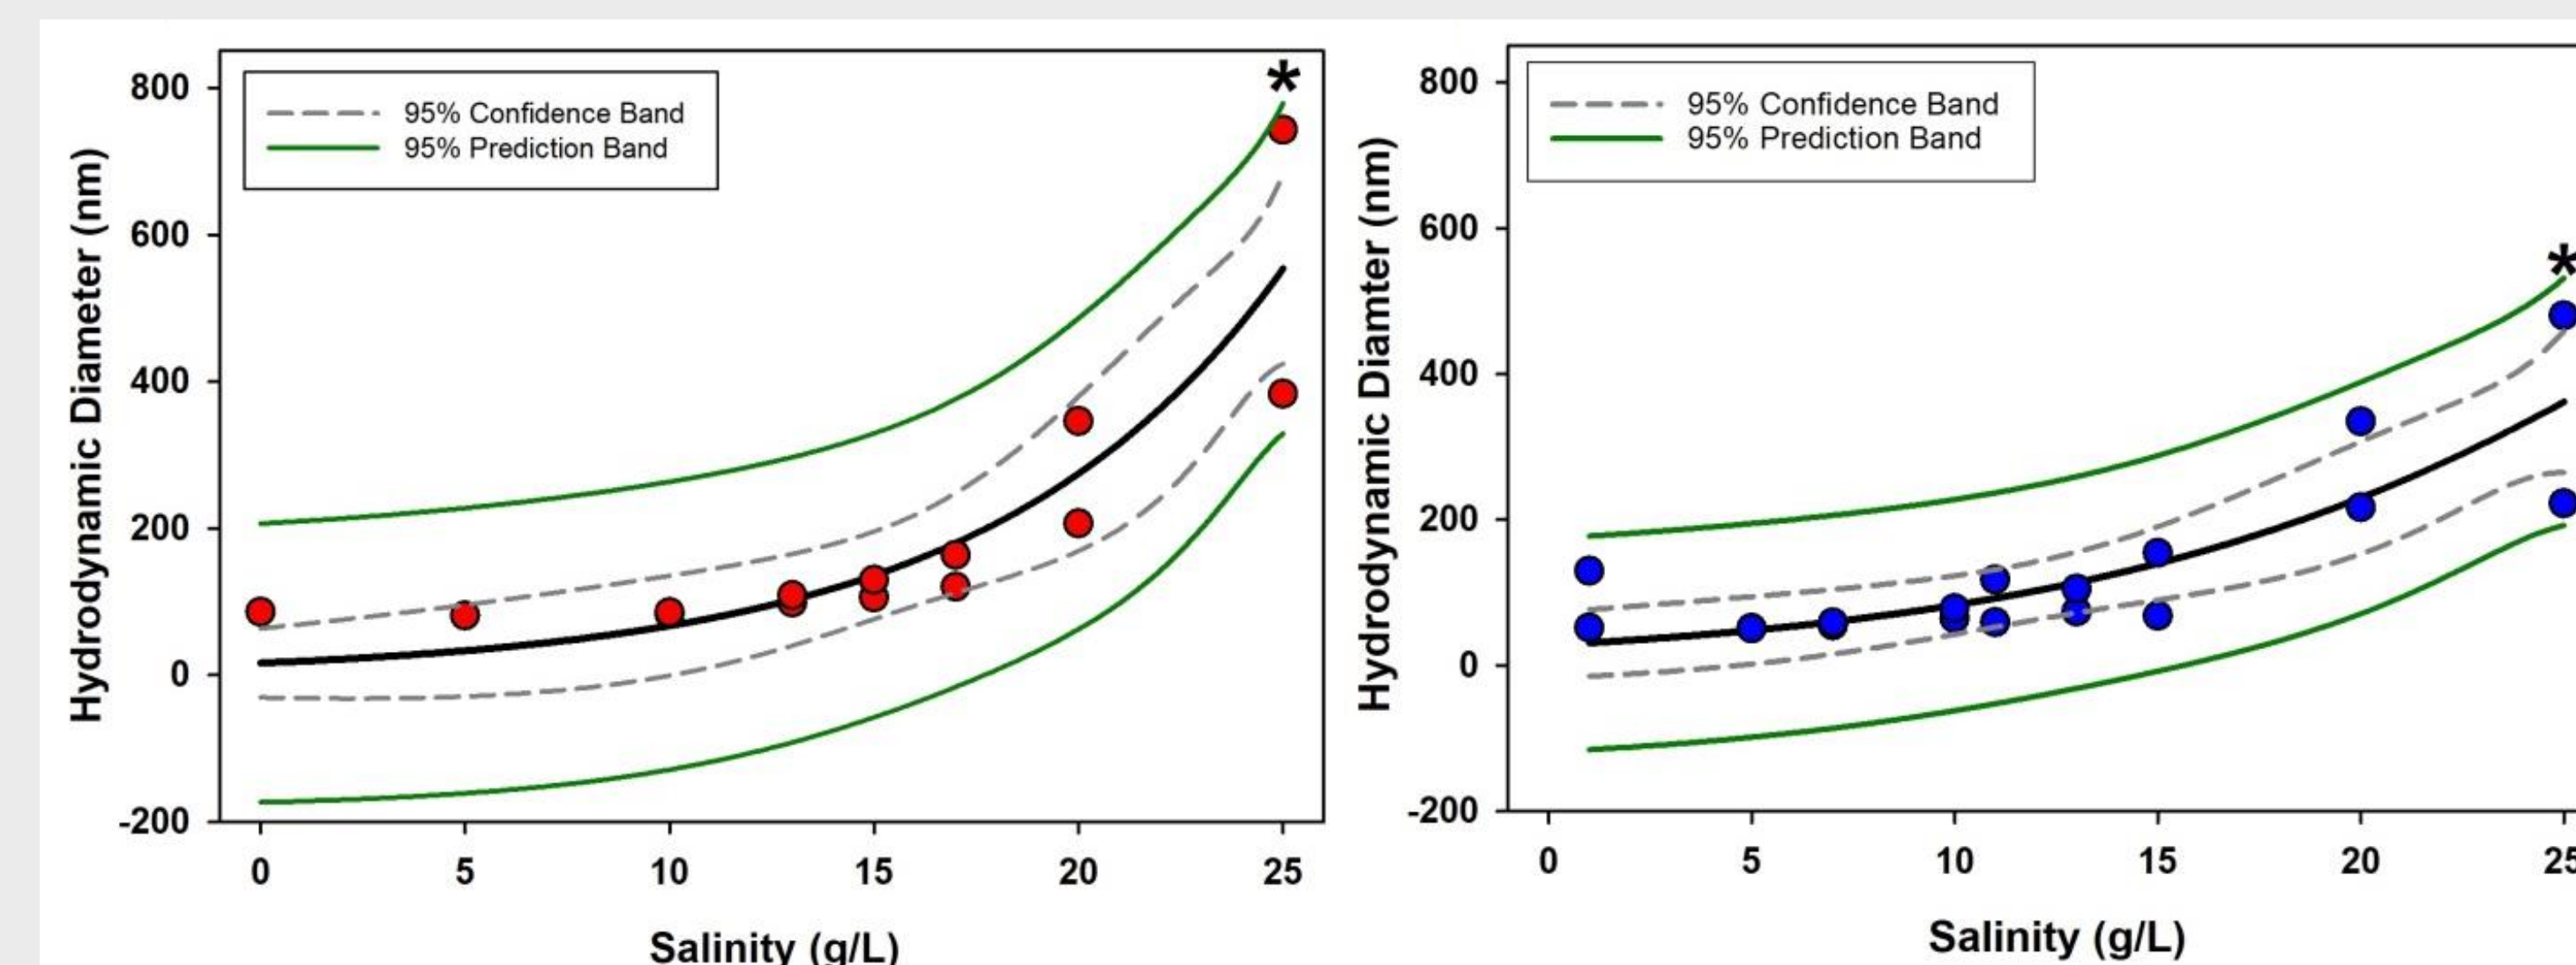 800
600
400
200
0
-200
Hydrodynamic Diameter (nm)
95% Confidence Band
95% Prediction Band
*
0 5 10 15 20 25
Salinity (g/L)
800
600
400
200
0
-200
Hydrodynamic Diamter (nm)
95% Confidence Band
95% Prediction Band
*
0 5 10 15 20 25
Salinity (g/L)